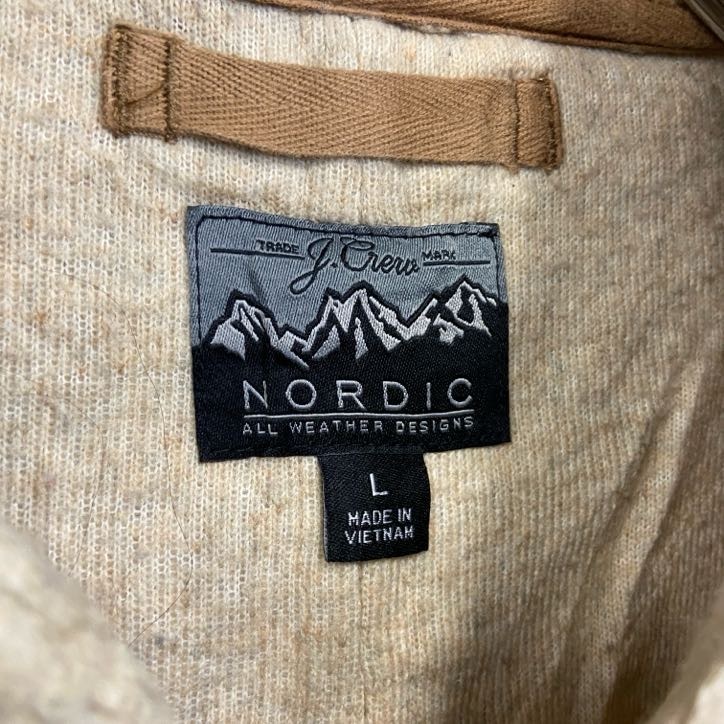 TRADE J.Crew MARK
NORDIC
ALL WEATHER DESIGNS
L
MADE IN
VIETNAM